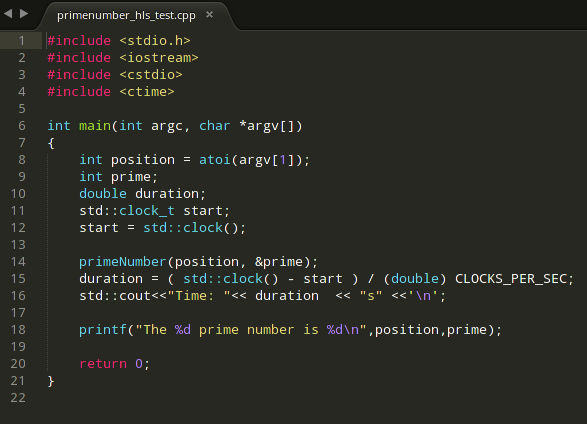 primenumber_hls_test.cpp ×
1 #include <stdio.h>
2 #include <iostream>
3 #include <cstdio>
4 #include <ctime>
5
6 int main(int argc, char *argv[])
7 {
8     int position = atoi(argv[1]);
9     int prime;
10     double duration;
11     std::clock_t start;
12     start = std::clock();
13
14     primeNumber(position, &prime);
15     duration = ( std::clock() - start ) / (double) CLOCKS_PER_SEC;
16     std::cout<<"Time: "<< duration  << "s" <<'\n';
17
18     printf("The %d prime number is %d\n",position,prime);
19
20     return 0;
21 }
22